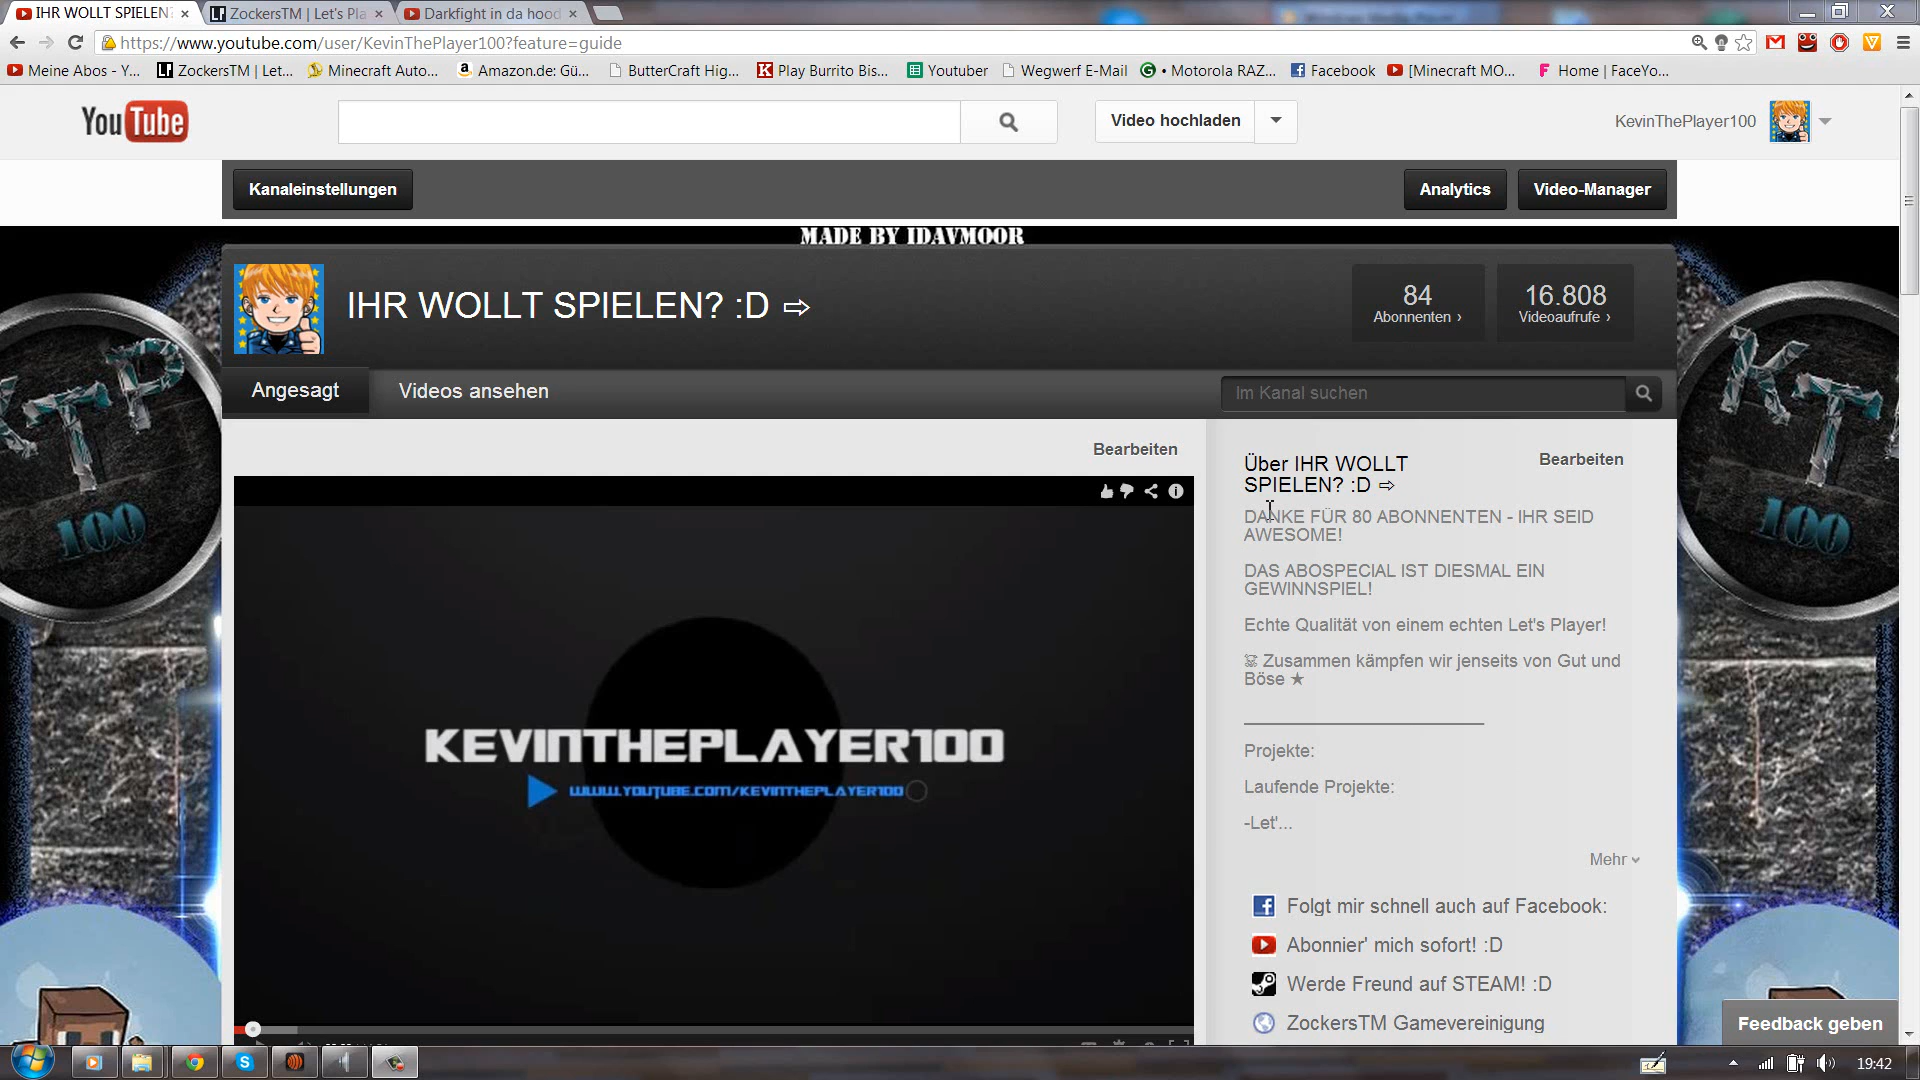 IHR WOLLT SPIELEN?
ZockersTM | Let's Pla
Darkfight in da hood
https://www.youtube.com/user/KevinThePlayer100?feature=guide
Meine Abos - Y...
ZockersTM | Let...
Minecraft Auto...
Amazon.de: Gü...
ButterCraft Hig...
Play Burrito Bis...
Youtuber
Wegwerf E-Mail
• Motorola RAZ...
Facebook
[Minecraft MO...
Home | FaceYo...
YouTube
Video hochladen
KevinThePlayer100
Kanaleinstellungen
Analytics
Video-Manager
MADE BY IDAVMOOR
IHR WOLLT SPIELEN? :D ⇨
84
Abonnenten ›
16.808
Videoaufrufe ›
Angesagt
Videos ansehen
Im Kanal suchen
KTP
100
KT
100
Bearbeiten
Über IHR WOLLT
SPIELEN? :D ⇨
Bearbeiten
DANKE FÜR 80 ABONNENTEN - IHR SEID
AWESOME!
DAS ABOSPECIAL IST DIESMAL EIN
GEWINNSPIEL!
Echte Qualität von einem echten Let's Player!
☠ Zusammen kämpfen wir jenseits von Gut und
Böse ★
Projekte:
Laufende Projekte:
-Let'...
Mehr
KEVINTHEPLAYER100
WWW.YOUTUBE.COM/KEVINTHEPLAYER100
Folgt mir schnell auch auf Facebook:
Abonnier' mich sofort! :D
Werde Freund auf STEAM! :D
ZockersTM Gamevereinigung
Feedback geben
19:42